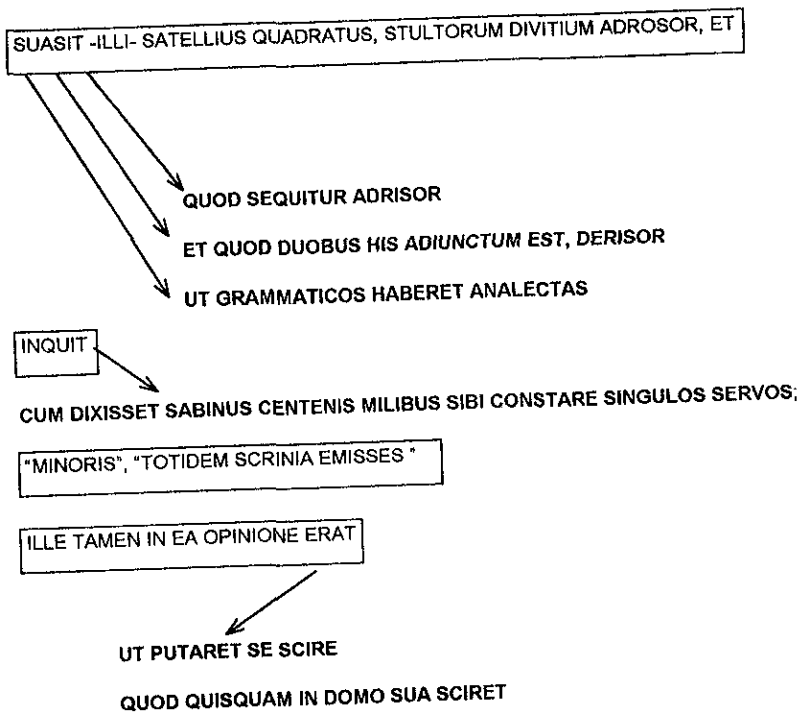 SUASIT -ILLI- SATELLIUS QUADRATUS, STULTORUM DIVITIUM ADROSOR, ET
QUOD SEQUITUR ADRISOR
ET QUOD DUOBUS HIS ADIUNCTUM EST, DERISOR
UT GRAMMATICOS HABERET ANALECTAS
INQUIT
CUM DIXISSET SABINUS CENTENIS MILIBUS SIBI CONSTARE SINGULOS SERVOS;
"MINORIS", "TOTIDEM SCRINIA EMISSES "
ILLE TAMEN IN EA OPINIONE ERAT
UT PUTARET SE SCIRE
QUOD QUISQUAM IN DOMO SUA SCIRET